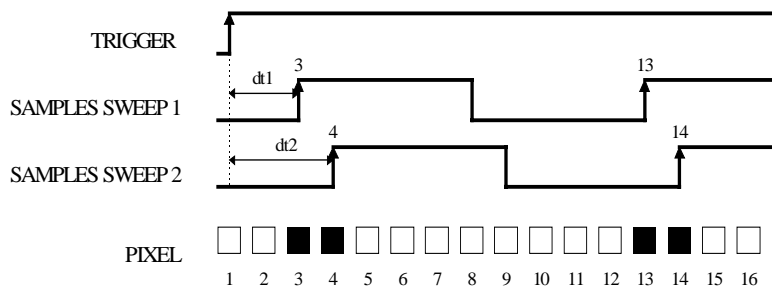 TRIGGER
dt1
3
13
SAMPLES SWEEP 1
dt2
4
14
SAMPLES SWEEP 2
PIXEL
1 2 3 4 5 6 7 8 9 10 11 12 13 14 15 16